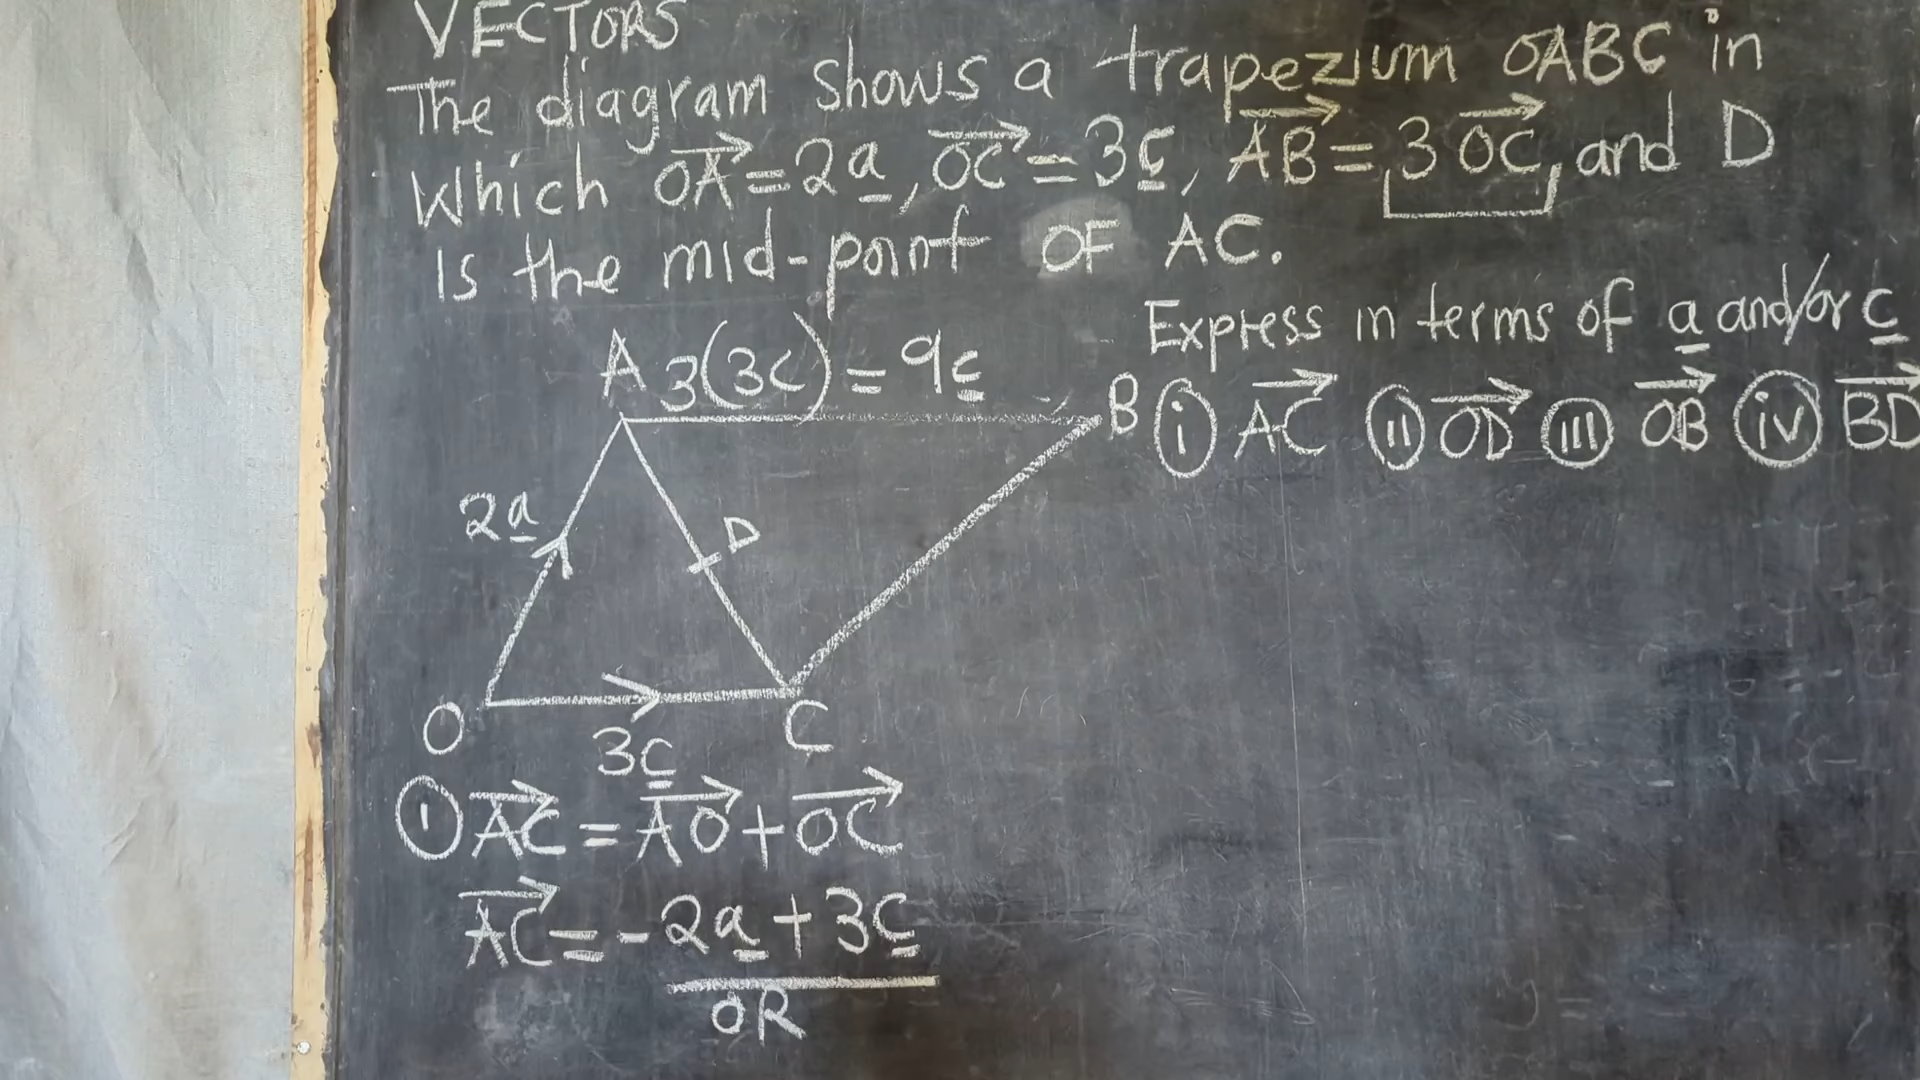 VECTORS
The diagram shows a trapezium OABC in
Which OA = 2a, OC = 3c, AB = 3 OC, and D
Is the mid-point OF AC.
Express in terms of a and/or c
i AC ii OD iii OB iv BD
A 3(3c) = 9c B
2a
D
O C
3c
i AC = AO + OC
AC = -2a + 3c
OR